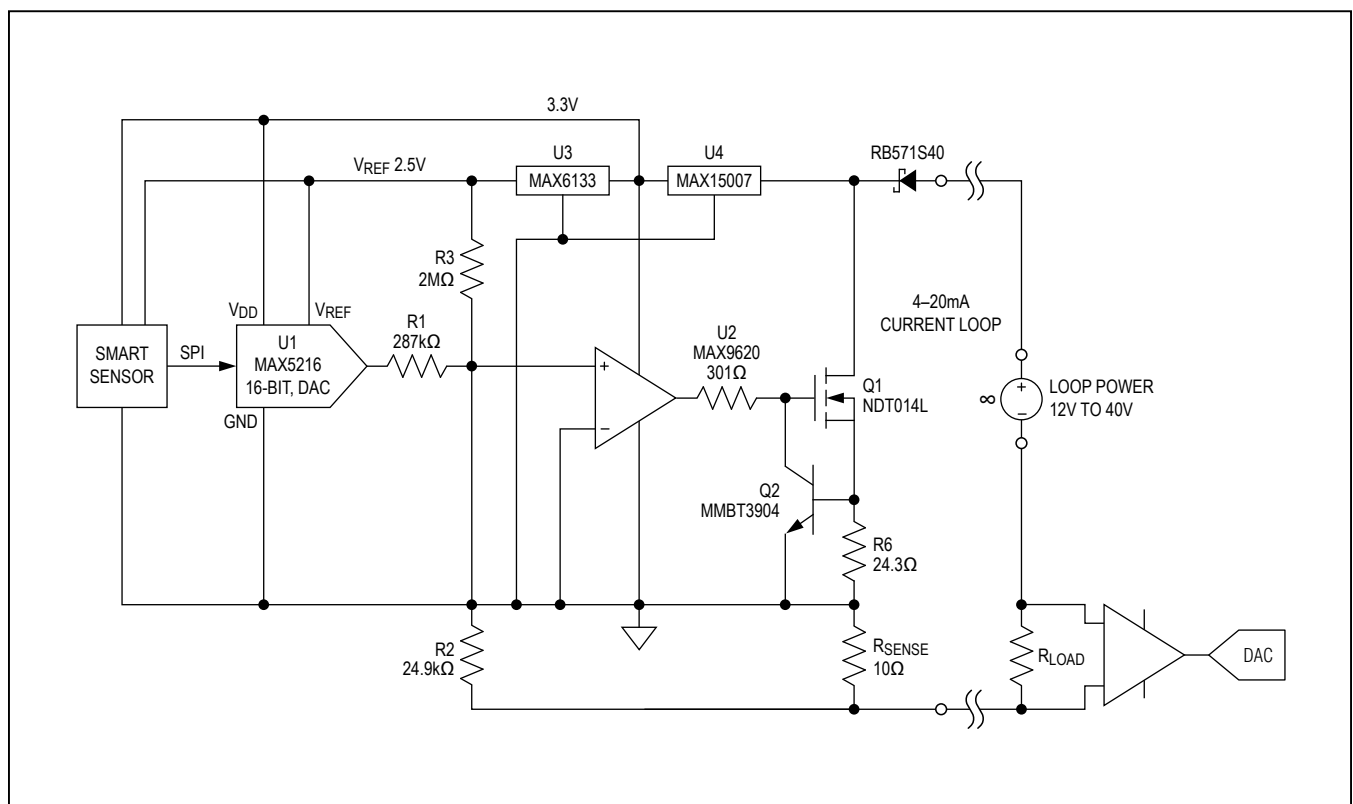 3.3V
VREF 2.5V
U3
MAX6133
U4
MAX15007
RB571S40
R3
2MΩ
4–20mA
CURRENT LOOP
VDD
VREF
SMART
SENSOR
SPI
U1
MAX5216
16-BIT, DAC
GND
R1
287kΩ
+
−
U2
MAX9620
301Ω
Q1
NDT014L
∞
+
−
LOOP POWER
12V TO 40V
Q2
MMBT3904
R6
24.3Ω
R2
24.9kΩ
RSENSE
10Ω
RLOAD
DAC